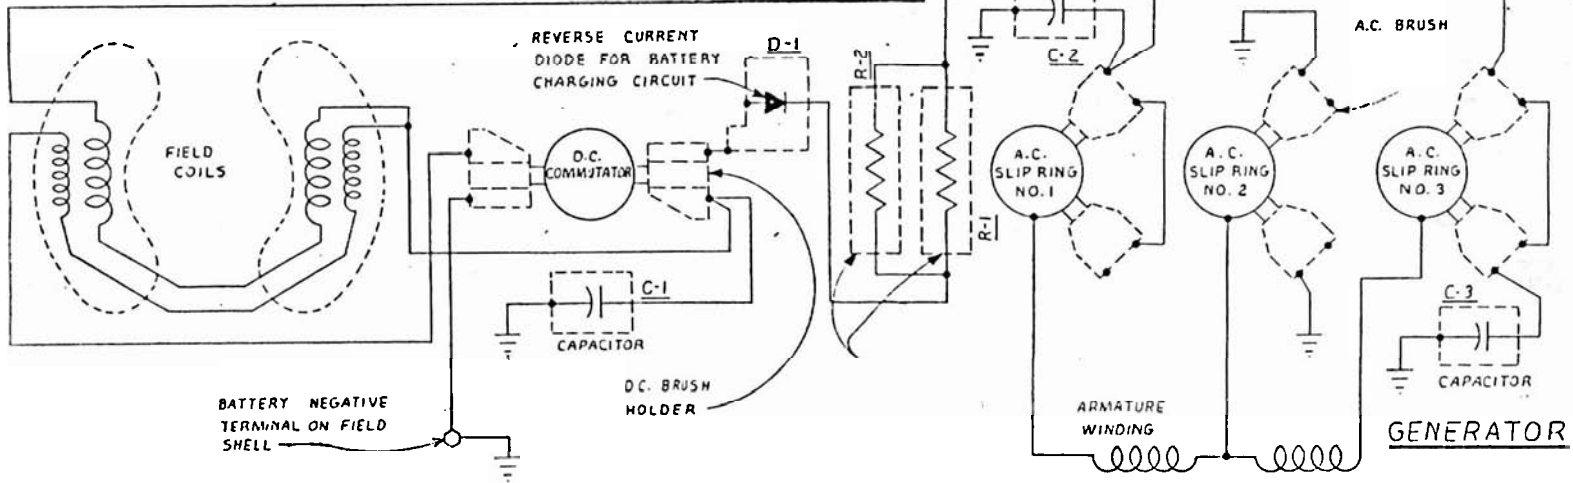 REVERSE CURRENT
DIODE FOR BATTERY
CHARGING CIRCUIT
D-1
R-2
R-1
C-2
A.C. BRUSH
FIELD
COILS
D.C.
COMMUTATOR
A.C.
SLIP RING
NO. 1
A.C.
SLIP RING
NO. 2
A.C.
SLIP RING
NO. 3
C-1
CAPACITOR
C-3
CAPACITOR
D.C. BRUSH
HOLDER
BATTERY NEGATIVE
TERMINAL ON FIELD
SHELL
ARMATURE
WINDING
GENERATOR